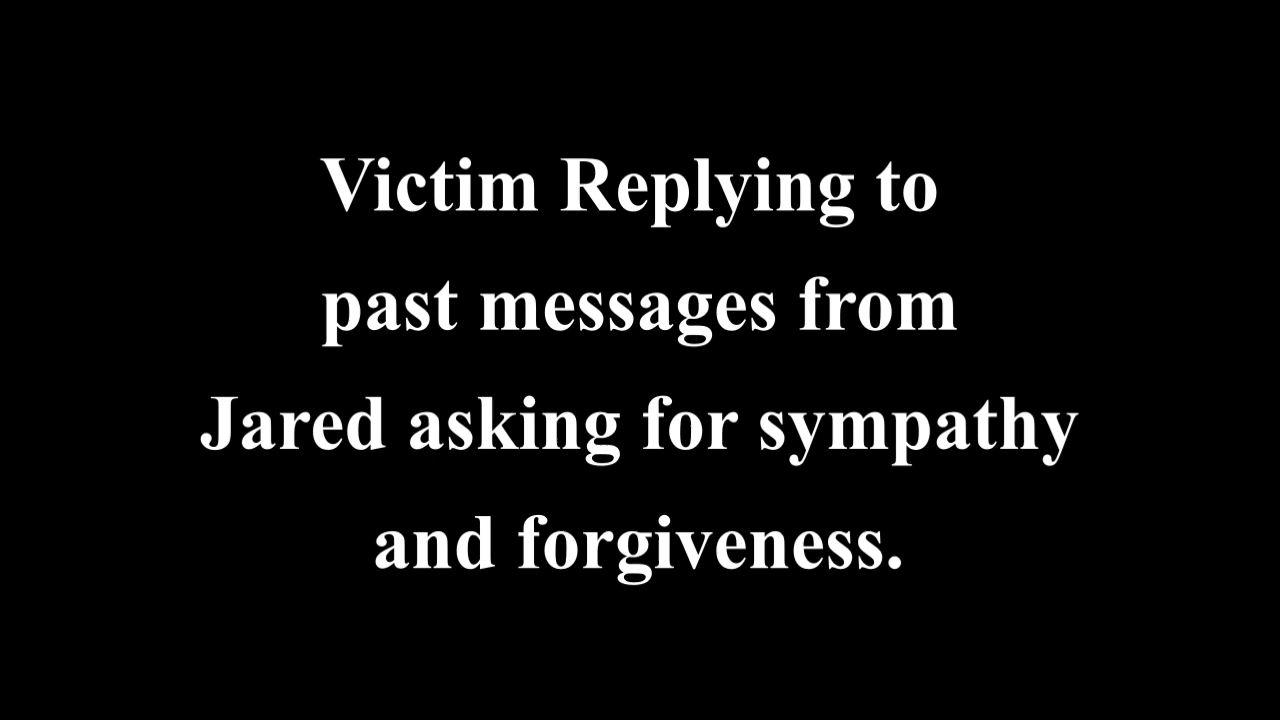 Victim Replying to
past messages from
Jared asking for sympathy
and forgiveness.